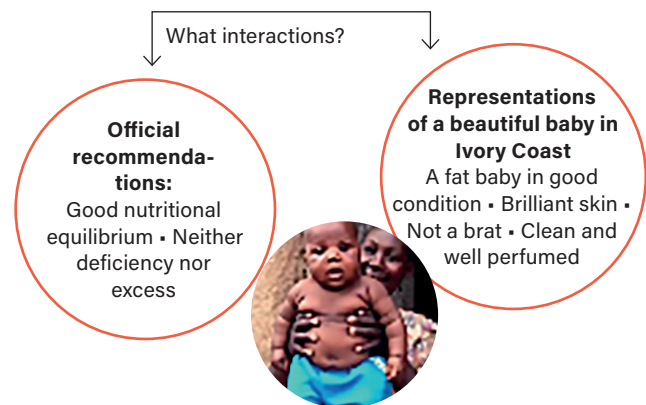 What interactions?
Official
recommenda-
tions:
Good nutritional
equilibrium ▪ Neither
deficiency nor
excess
Representations
of a beautiful baby in
Ivory Coast
A fat baby in good
condition ▪ Brilliant skin ▪
Not a brat ▪ Clean and
well perfumed